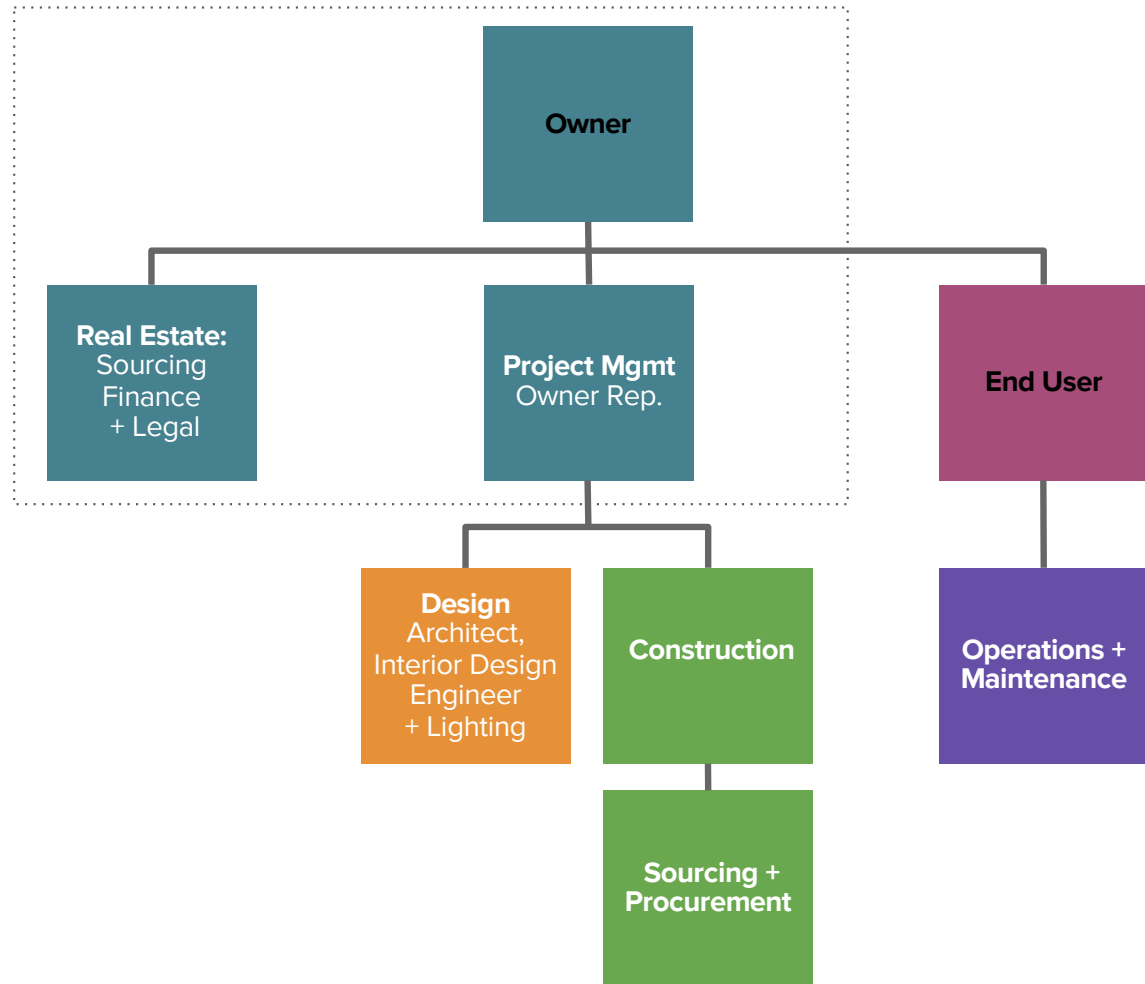 Owner
Real Estate:
Sourcing
Finance
+ Legal
Project Mgmt
Owner Rep.
End User
Design
Architect,
Interior Design
Engineer
+ Lighting
Construction
Operations +
Maintenance
Sourcing +
Procurement